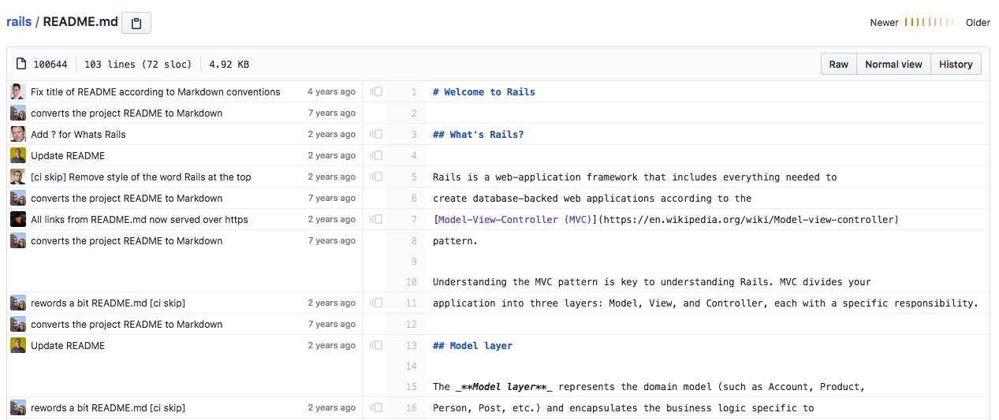 rails / README.md
Newer Older
100644 103 lines (72 sloc) 4.92 KB Raw Normal view History
Fix title of README according to Markdown conventions 4 years ago 1 # Welcome to Rails
converts the project README to Markdown 7 years ago 2
Add ? for Whats Rails 2 years ago 3 ## What's Rails?
Update README 2 years ago 4
[ci skip] Remove style of the word Rails at the top 2 years ago 5 Rails is a web-application framework that includes everything needed to
converts the project README to Markdown 7 years ago 6 create database-backed web applications according to the
All links from README.md now served over https 2 years ago 7 [Model-View-Controller (MVC)](https://en.wikipedia.org/wiki/Model-view-controller)
converts the project README to Markdown 7 years ago 8 pattern.
9
10 Understanding the MVC pattern is key to understanding Rails. MVC divides your
rewords a bit README.md [ci skip] 2 years ago 11 application into three layers: Model, View, and Controller, each with a specific responsibility.
converts the project README to Markdown 7 years ago 12
Update README 2 years ago 13 ## Model layer
14
15 The _**Model layer**_ represents the domain model (such as Account, Product,
rewords a bit README.md [ci skip] 2 years ago 16 Person, Post, etc.) and encapsulates the business logic specific to